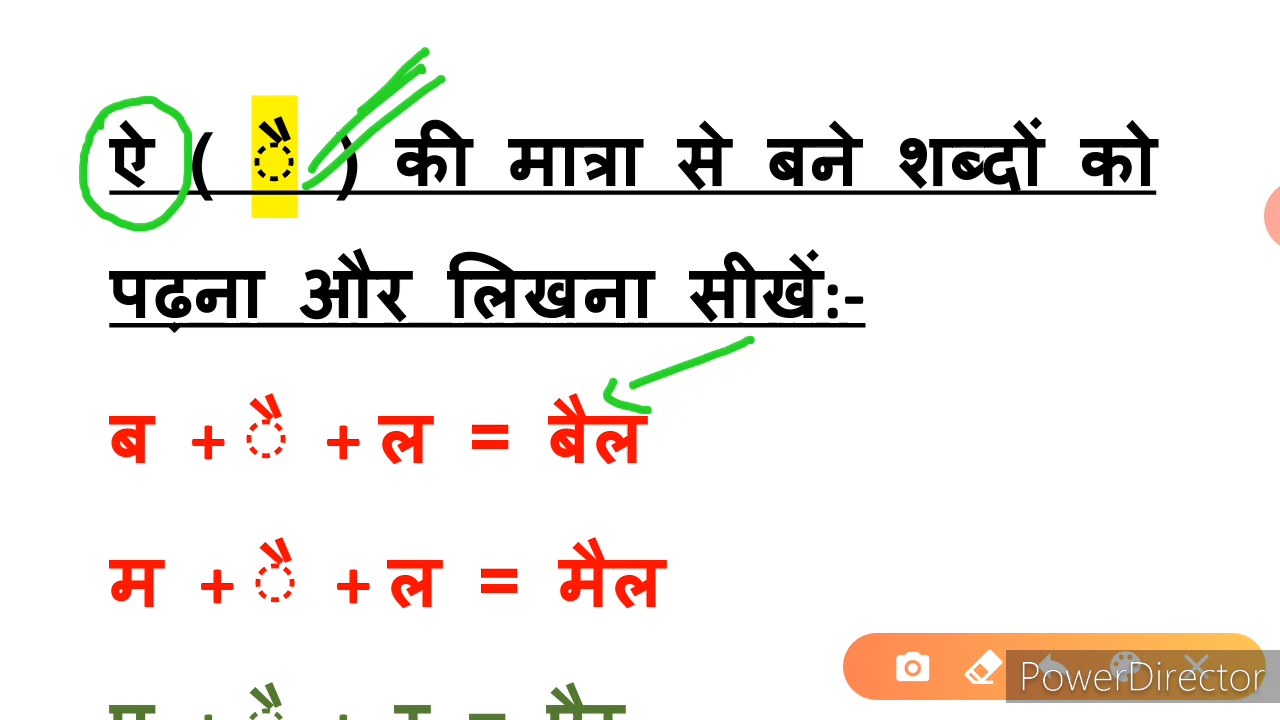 ऐ ( ै ) की मात्रा से बने शब्दों को
पढ़ना और लिखना सीखें:-
ब + ै + ल = बैल
म + ै + ल = मैल
PowerDirector